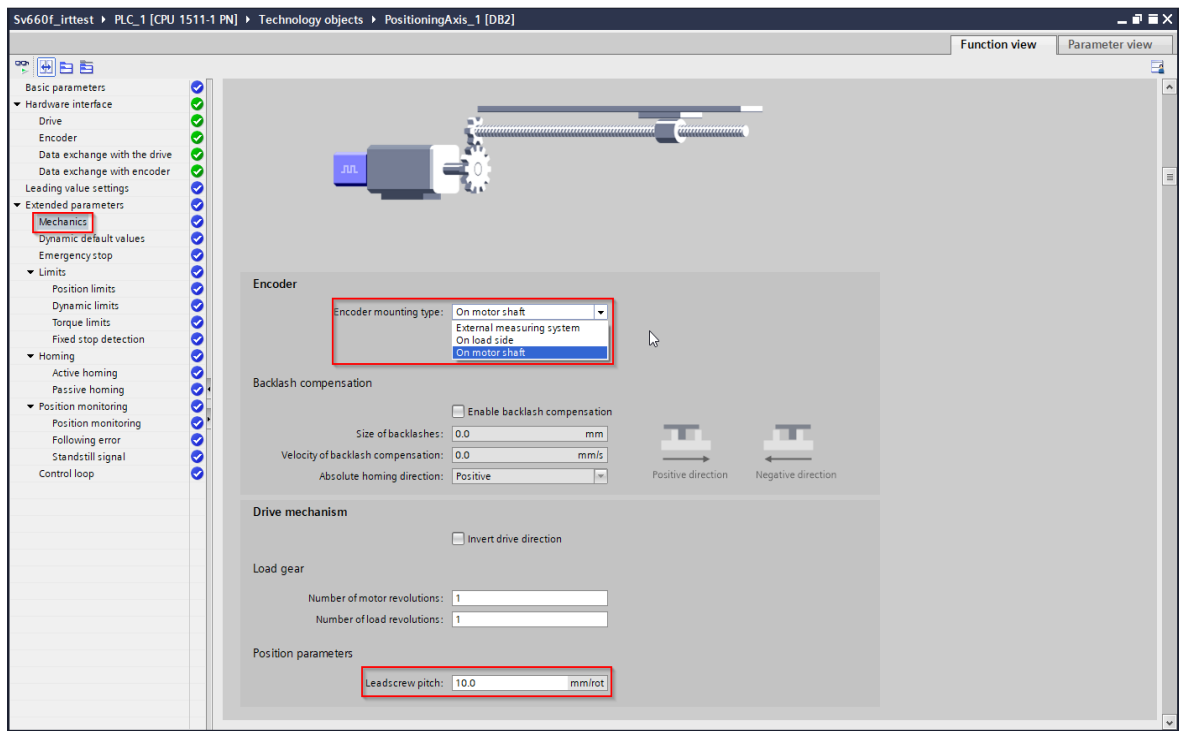 Sv660f_irttest ▸ PLC_1 [CPU 1511-1 PN] ▸ Technology objects ▸ PositioningAxis_1 [DB2]
Function view
Parameter view
Basic parameters
Hardware interface
Drive
Encoder
Data exchange with the drive
Data exchange with encoder
Leading value settings
Extended parameters
Mechanics
Dynamic default values
Emergency stop
Limits
Position limits
Dynamic limits
Torque limits
Fixed stop detection
Homing
Active homing
Passive homing
Position monitoring
Position monitoring
Following error
Standstill signal
Control loop
Encoder
Encoder mounting type: On motor shaft
External measuring system
On load side
On motor shaft
Backlash compensation
Enable backlash compensation
Size of backlashes: 0.0 mm
Velocity of backlash compensation: 0.0 mm/s
Absolute homing direction: Positive
Positive direction
Negative direction
Drive mechanism
Invert drive direction
Load gear
Number of motor revolutions: 1
Number of load revolutions: 1
Position parameters
Leadscrew pitch: 10.0 mm/rot